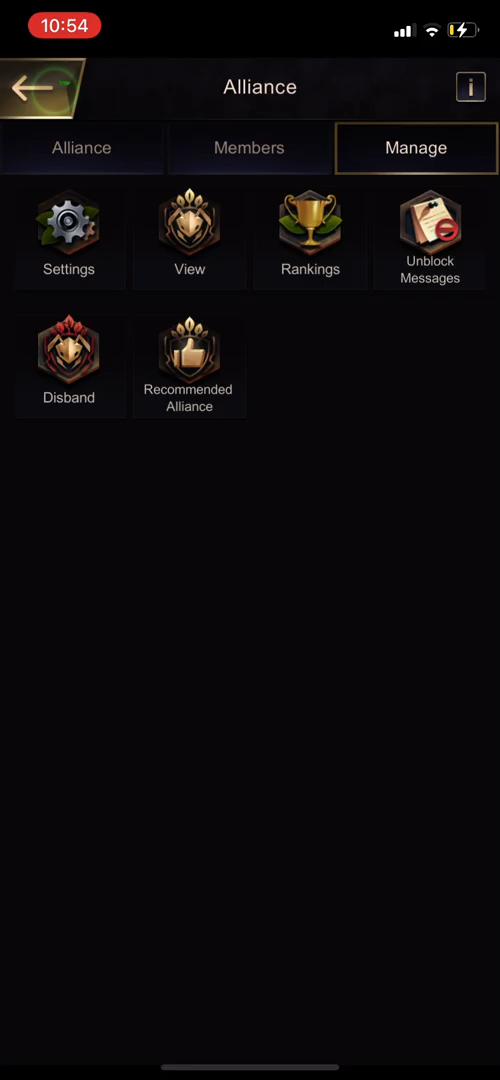 10:54
Alliance
i
Alliance
Members
Manage
Settings
View
Rankings
Unblock
Messages
Disband
Recommended
Alliance